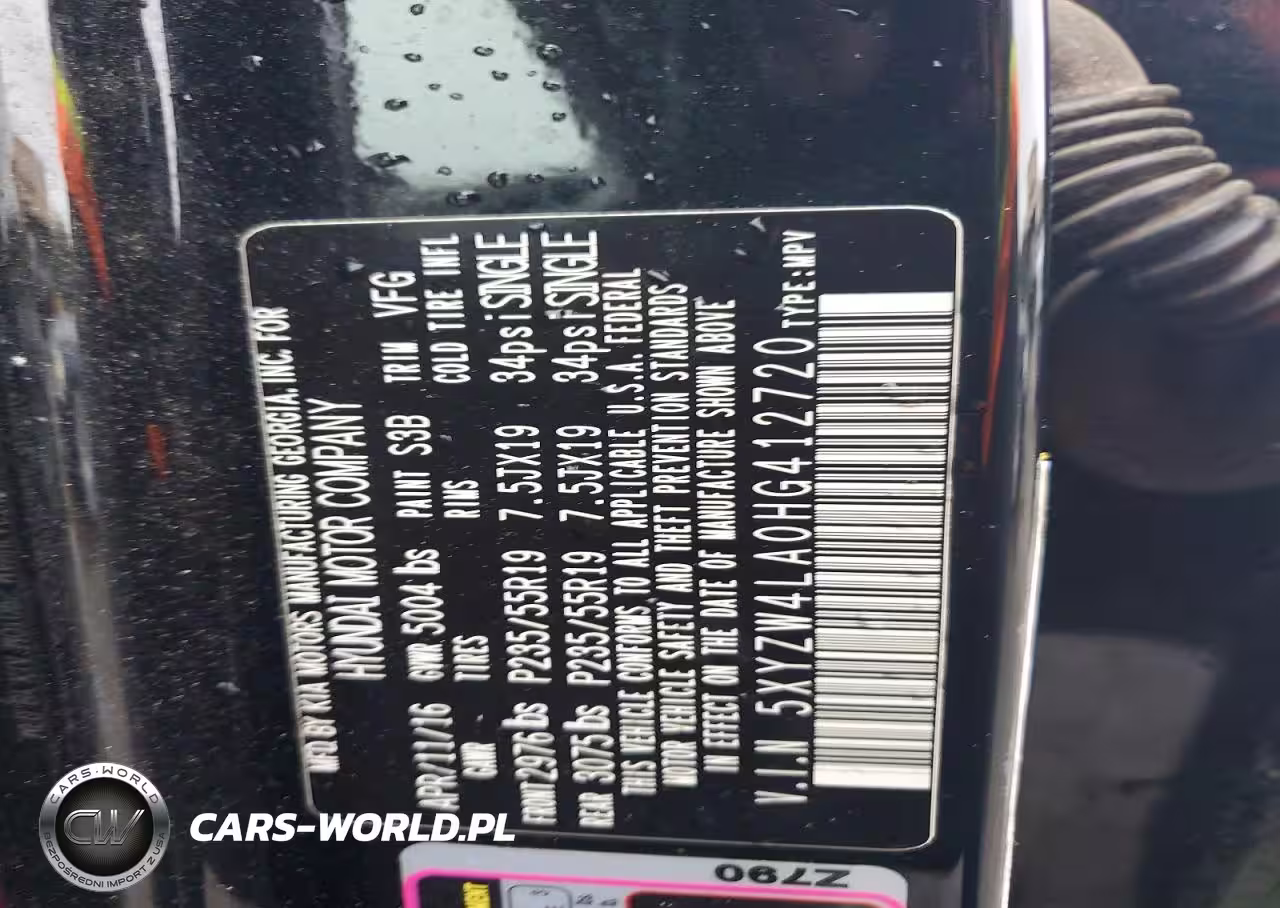 MFD BY KIA MOTORS MANUFACTURING GEORGIA, INC. FOR
HYUNDAI MOTOR COMPANY
APR/11/16 GVWR 5004 lbs PAINT S3B TRIM VFG
GAWR TIRES RIMS COLD TIRE INFL
FRONT 2976 lbs P235/55R19 7.5JX19 34psi SINGLE
REAR 3075 lbs P235/55R19 7.5JX19 34psi SINGLE
THIS VEHICLE CONFORMS TO ALL APPLICABLE U.S.A. FEDERAL
MOTOR VEHICLE SAFETY AND THEFT PREVENTION STANDARDS
IN EFFECT ON THE DATE OF MANUFACTURE SHOWN ABOVE
V.I.N 5XYZW4LA0HG412720 TYPE:MPV
Z790
CARS-WORLD
CW
BEZPOŚREDNI IMPORT Z USA
CARS-WORLD.PL